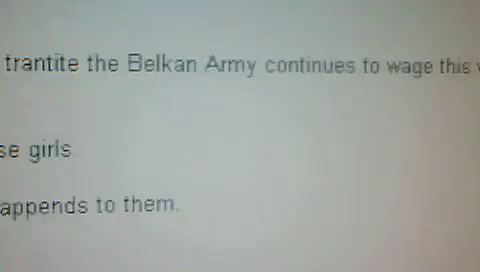 trantite the Belkan Army continues to wage this
se girls
appends to them.